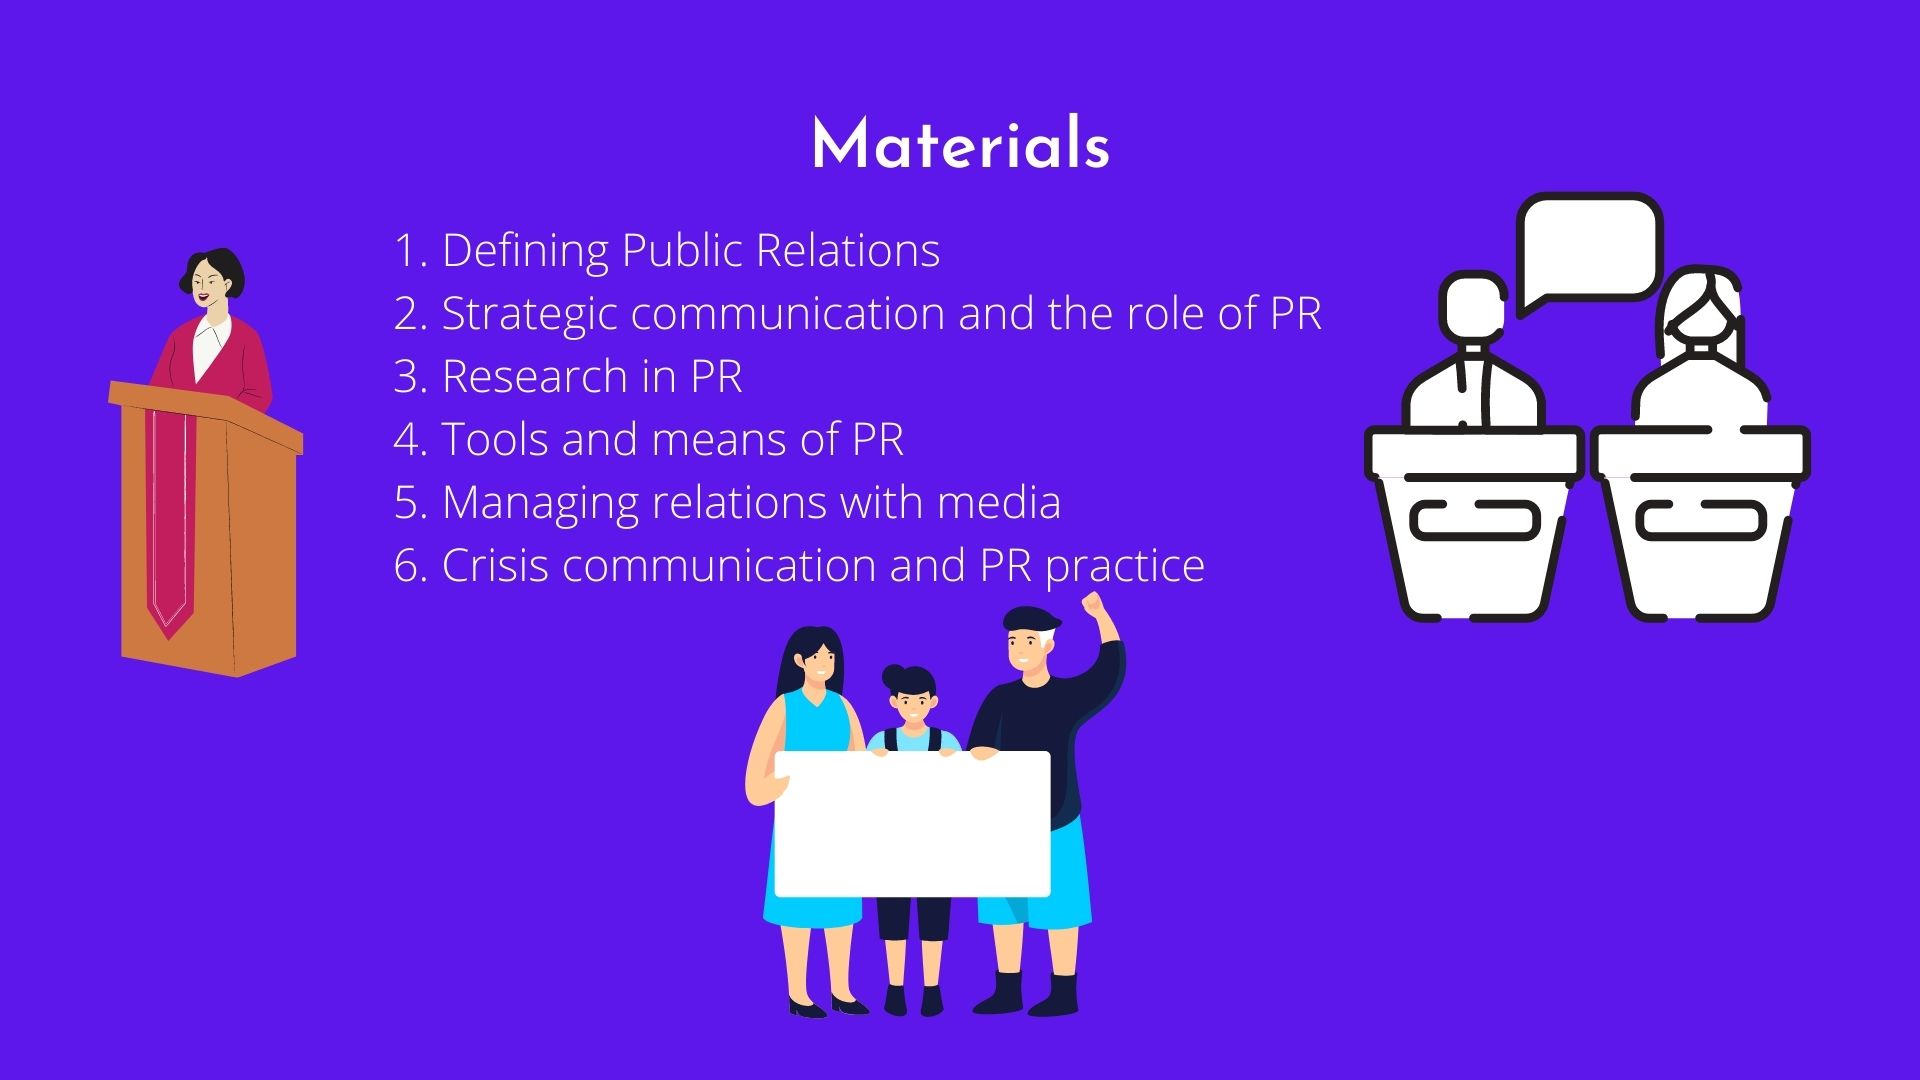 Materials
1. Defining Public Relations
2. Strategic communication and the role of PR
3. Research in PR
4. Tools and means of PR
5. Managing relations with media
6. Crisis communication and PR practice